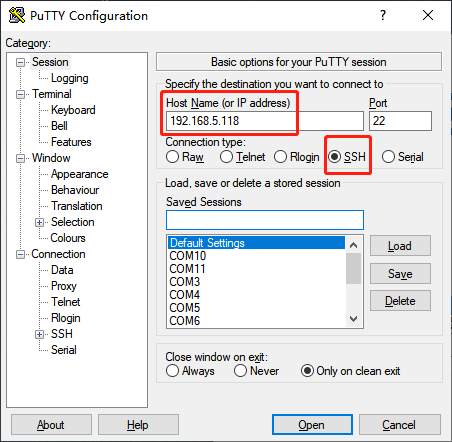 PuTTY Configuration
Category:
Session
Logging
Terminal
Keyboard
Bell
Features
Window
Appearance
Behaviour
Translation
Selection
Colours
Connection
Data
Proxy
Telnet
Rlogin
SSH
Serial
Basic options for your PuTTY session
Specify the destination you want to connect to
Host Name (or IP address) Port
192.168.5.118 22
Connection type:
Raw Telnet Rlogin SSH Serial
Load, save or delete a stored session
Saved Sessions
Default Settings
COM10
COM11
COM3
COM4
COM5
COM6
Load
Save
Delete
Close window on exit:
Always Never Only on clean exit
About Help Open Cancel